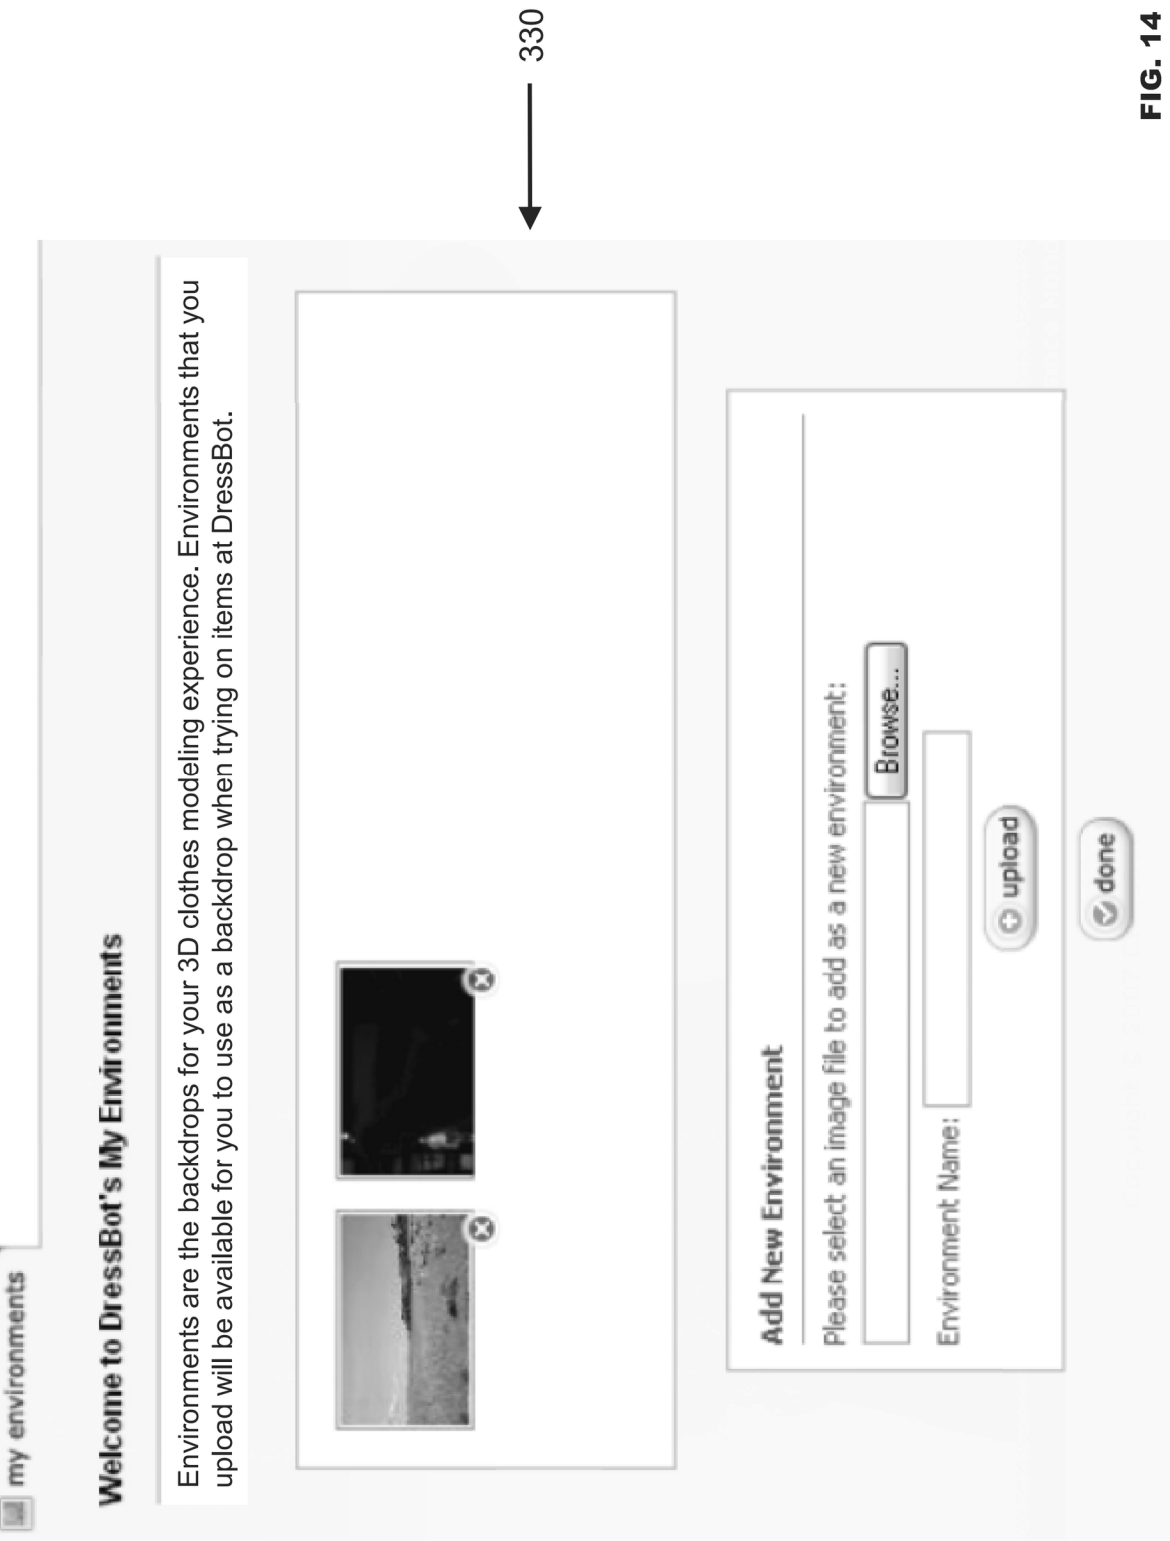 my environments
Welcome to DressBot's My Environments
Environments are the backdrops for your 3D clothes modeling experience. Environments that you
upload will be available for you to use as a backdrop when trying on items at DressBot.
330
Add New Environment
Please select an image file to add as a new environment:
Browse...
Environment Name:
upload
done
FIG. 14